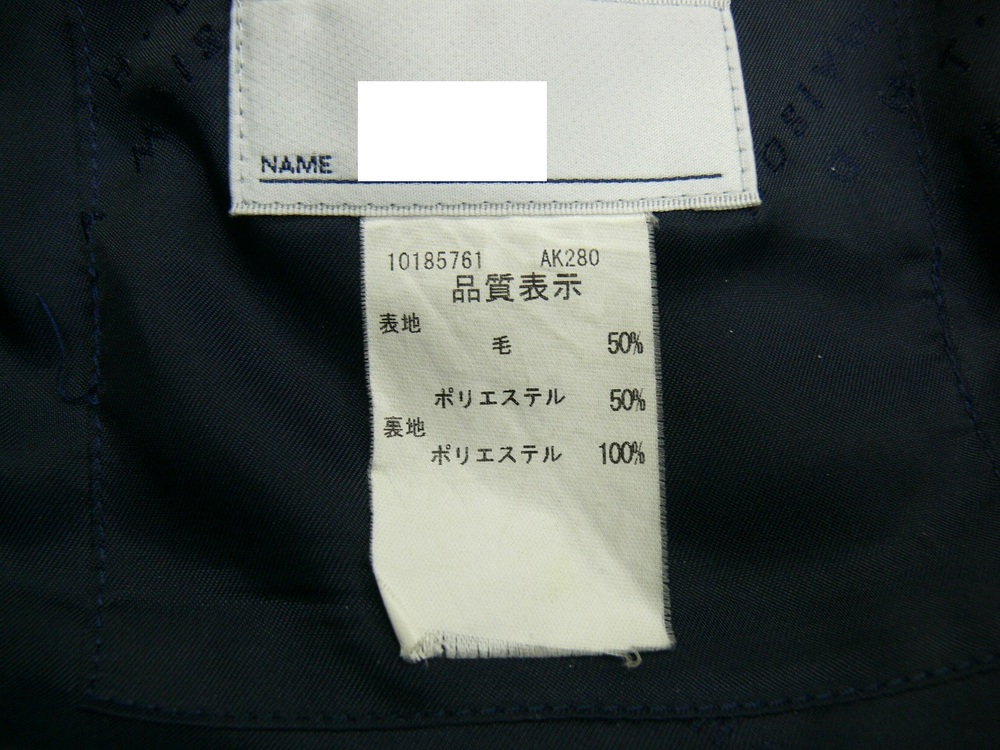 NAME
10185761 AK280
品質表示
表地
毛 50%
ポリエステル 50%
裏地
ポリエステル 100%